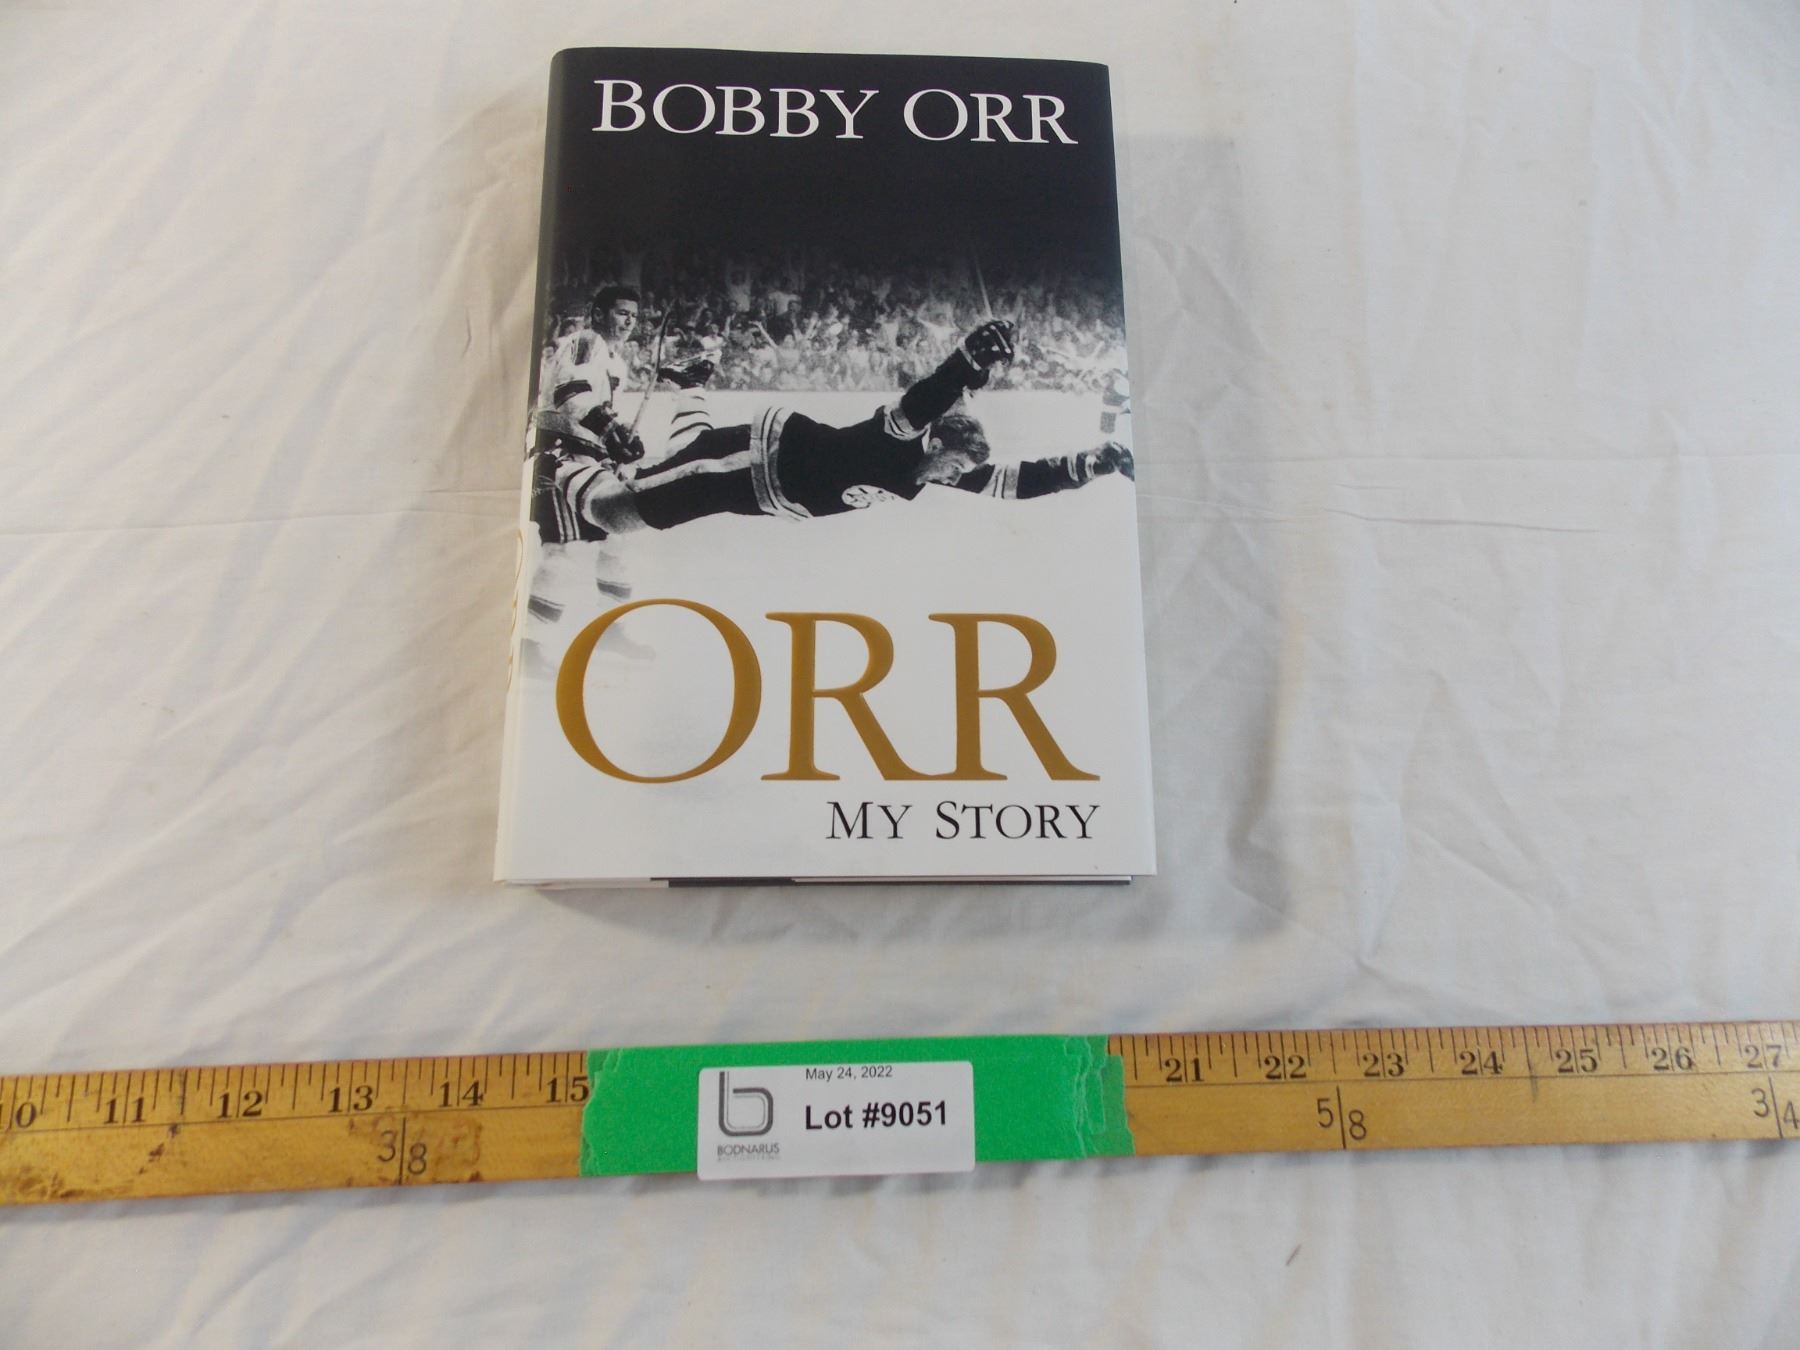 BOBBY ORR
ORR
MY STORY
10 11 12 13 14 15 21 22 23 24 25 26 27
3|8 5|8 3|4
May 24, 2022
Lot #9051
b
BODNARUS